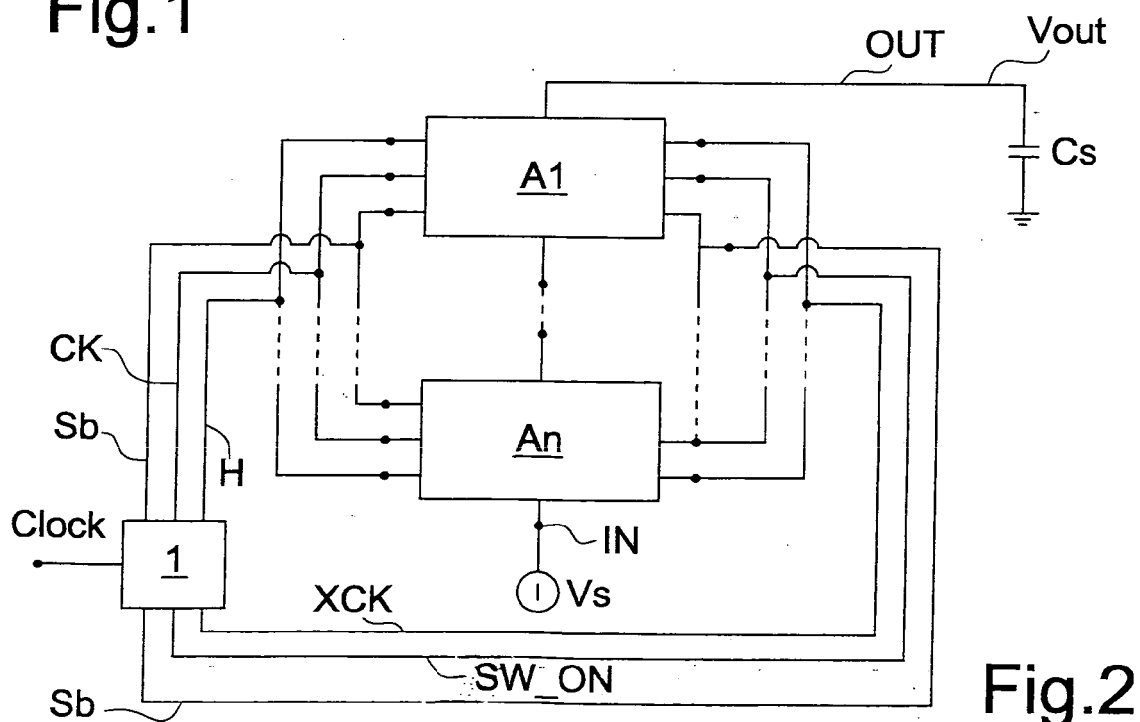 Fig.1
OUT
Vout
A1
Cs
CK
Sb
H
An
Clock
1
IN
Vs
XCK
SW_ON
Sb
Fig.2